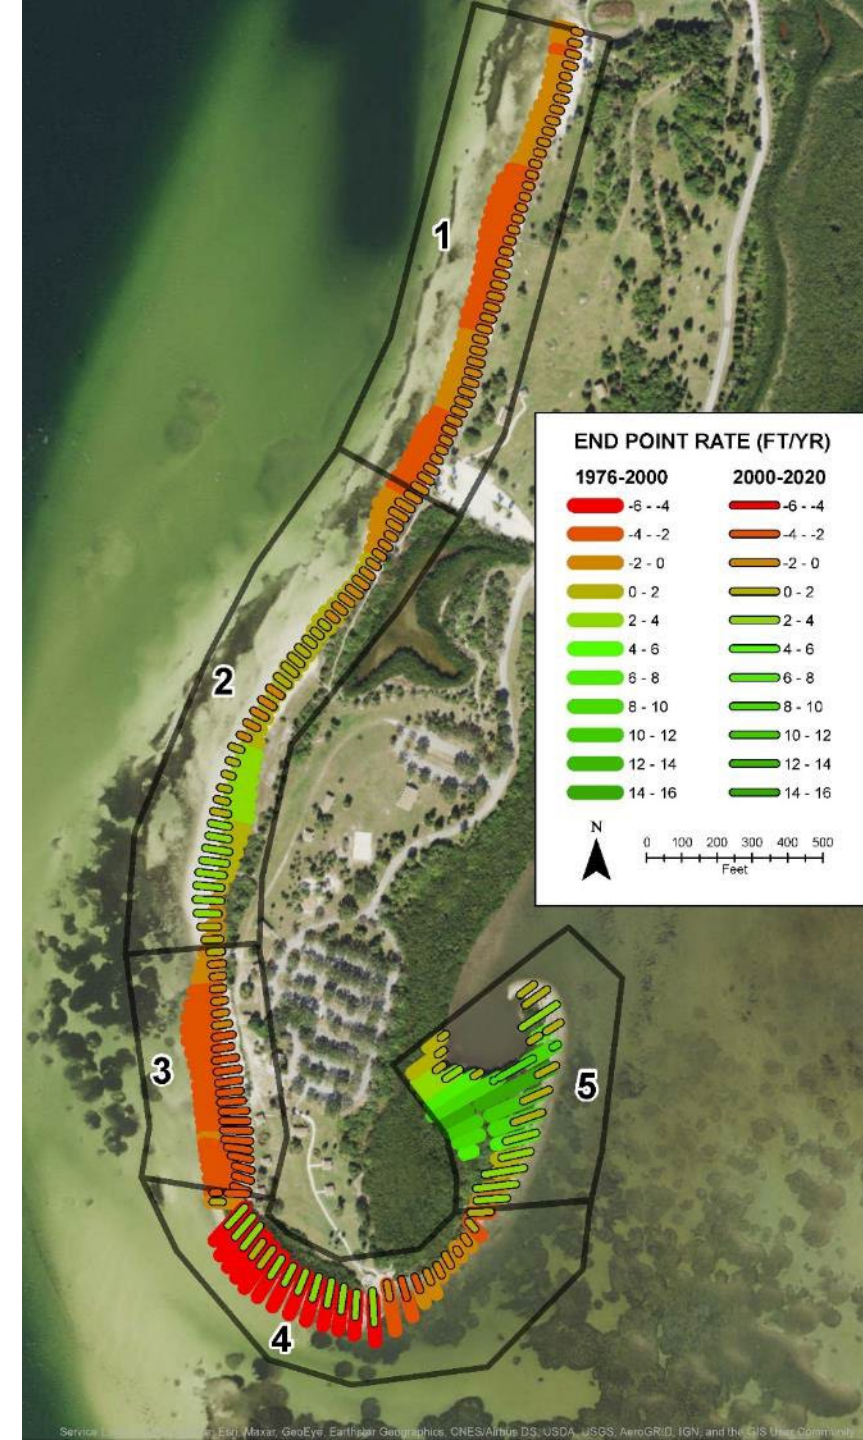 1
END POINT RATE (FT/YR)
1976-2000 2000-2020
-6 - -4 -6 - -4
-4 - -2 -4 - -2
-2 - 0 -2 - 0
0 - 2 0 - 2
2 - 4 2 - 4
4 - 6 4 - 6
6 - 8 6 - 8
8 - 10 8 - 10
10 - 12 10 - 12
12 - 14 12 - 14
14 - 16 14 - 16
N
0 100 200 300 400 500
Feet
2
3
5
4
Service Esri, Maxar, GeoEye, Earthstar Geographics, CNES/Airbus DS, USDA, USGS, AeroGRID, IGN, and the GIS User Community